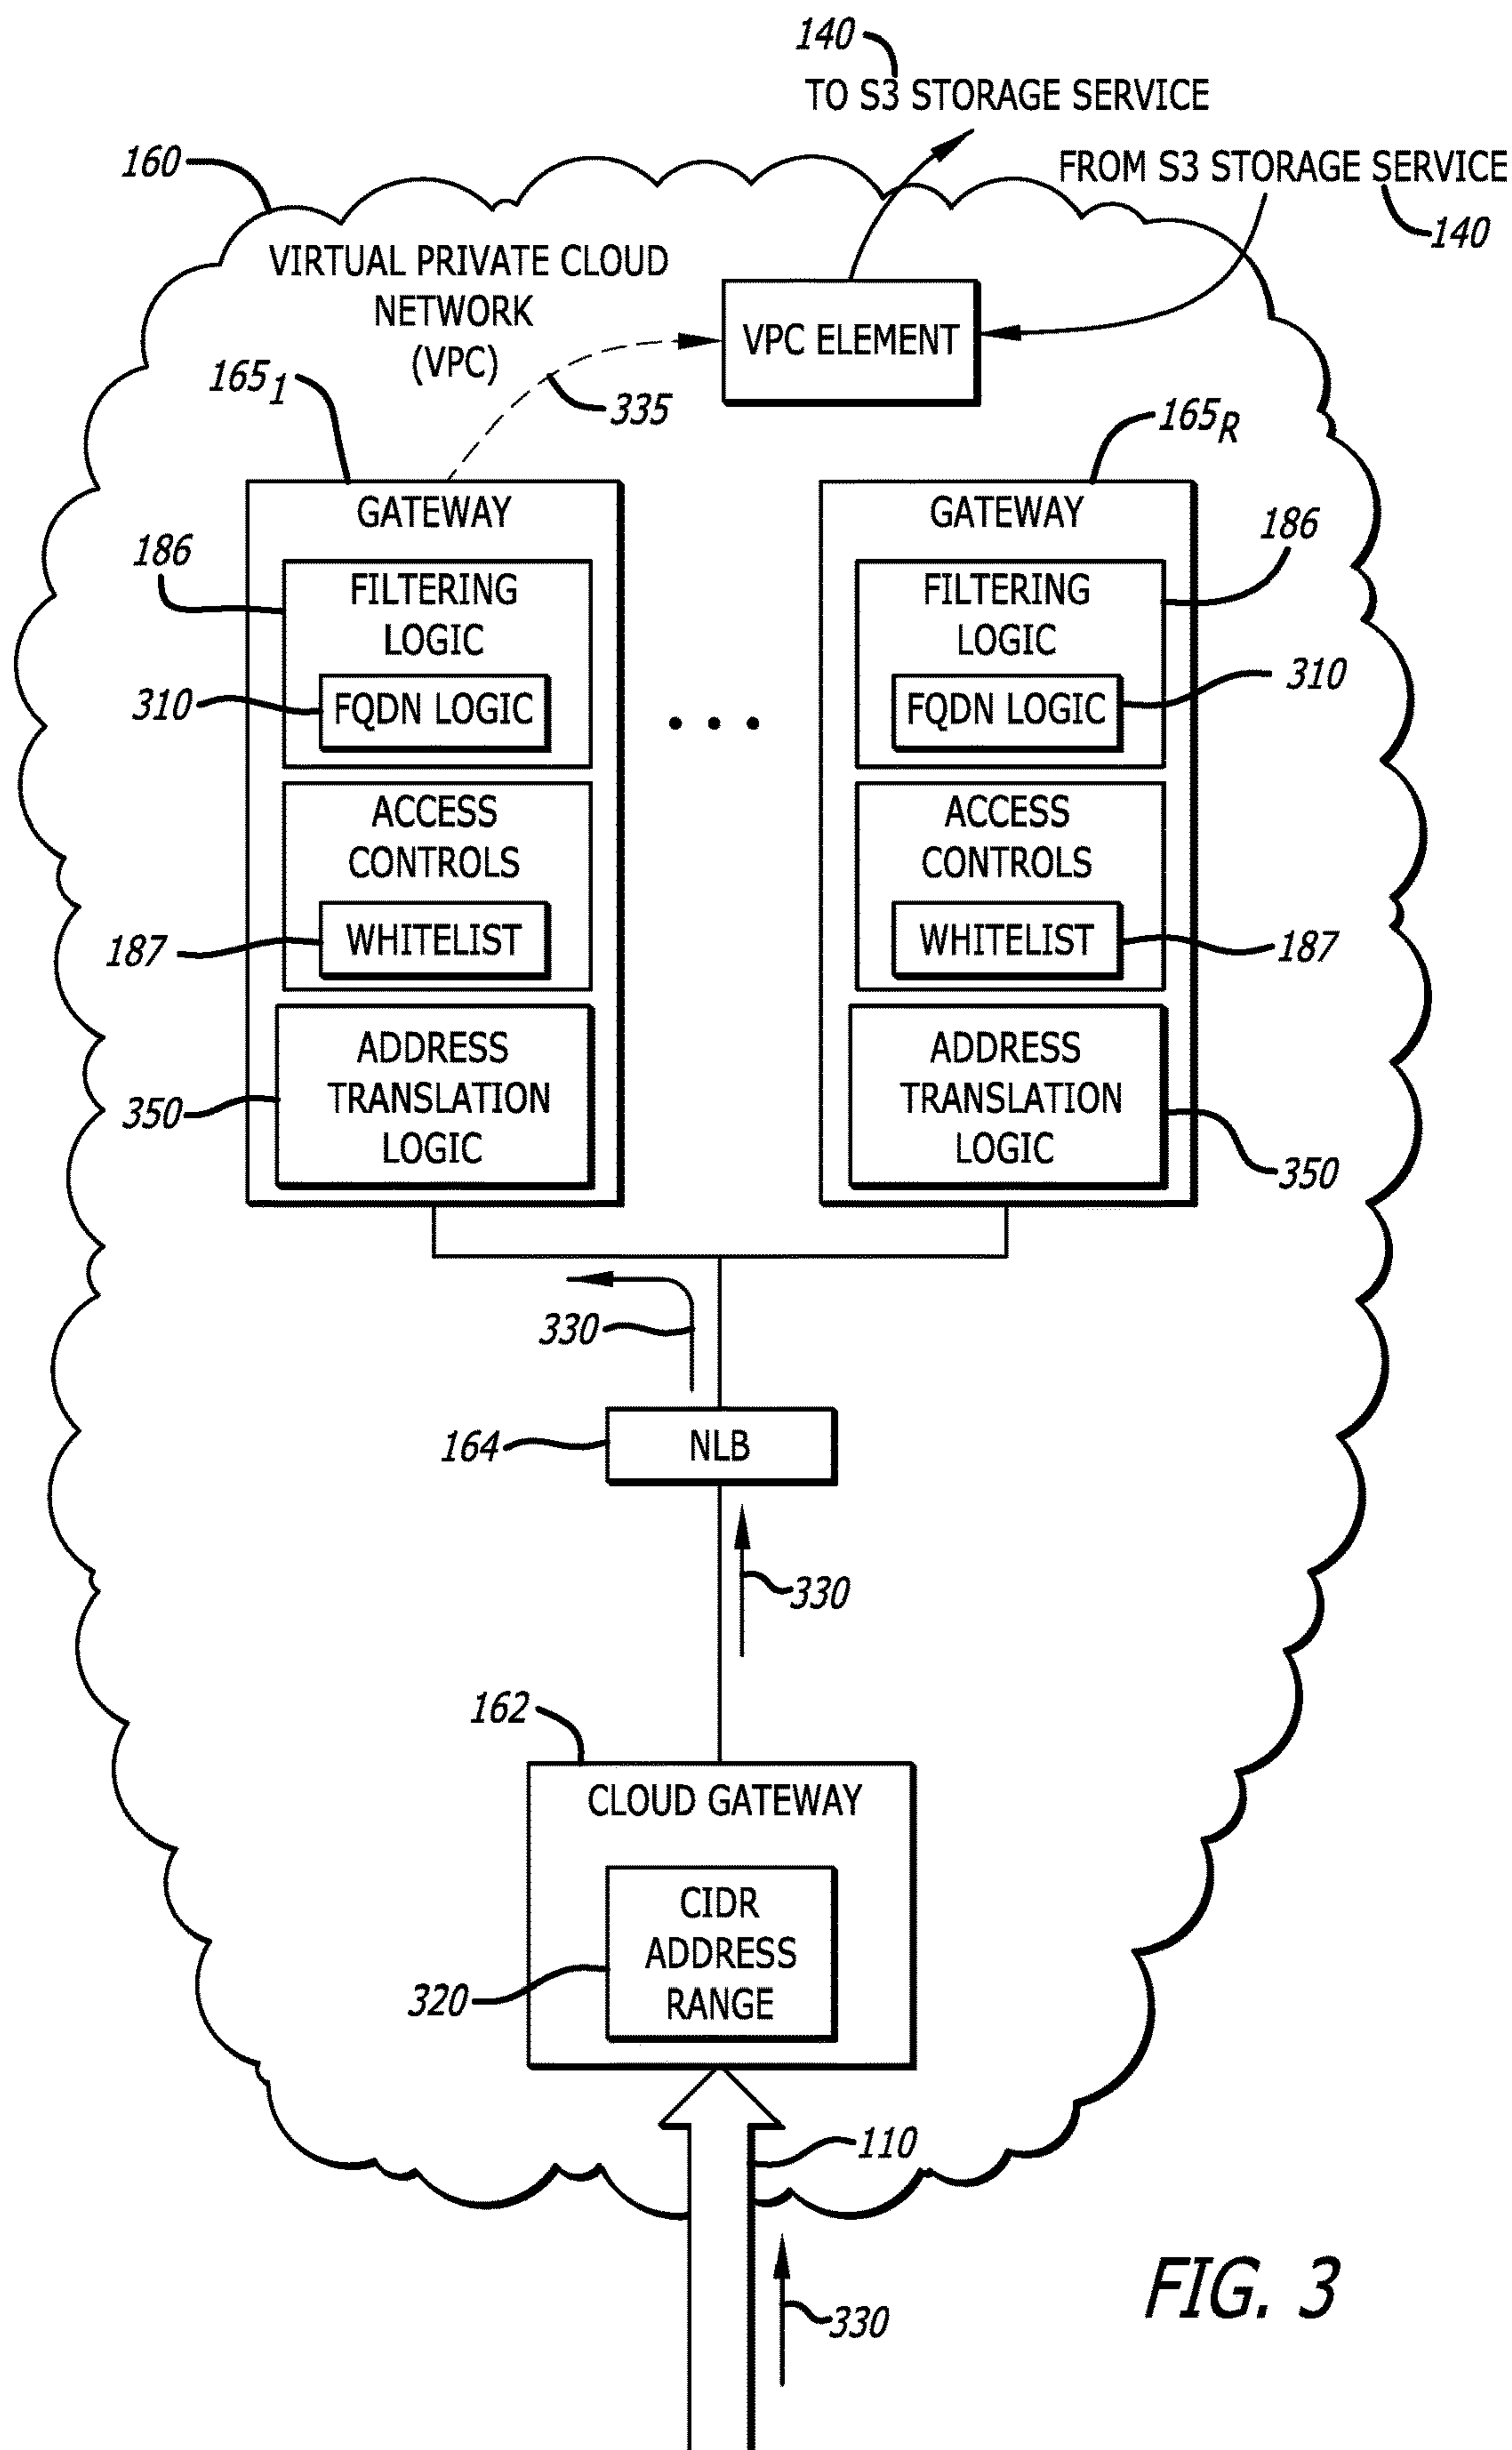 140
TO S3 STORAGE SERVICE
160
FROM S3 STORAGE SERVICE
140
VIRTUAL PRIVATE CLOUD
NETWORK
(VPC)
VPC ELEMENT
165 1
335
165 R
GATEWAY
186
FILTERING
LOGIC
310
FQDN LOGIC
ACCESS
CONTROLS
187
WHITELIST
350
ADDRESS
TRANSLATION
LOGIC
• • •
GATEWAY
186
FILTERING
LOGIC
310
FQDN LOGIC
ACCESS
CONTROLS
WHITELIST
187
ADDRESS
TRANSLATION
LOGIC
350
330
164
NLB
330
162
CLOUD GATEWAY
CIDR
ADDRESS
RANGE
320
110
330
FIG. 3